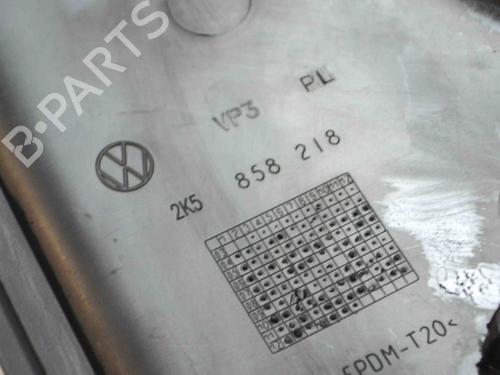 B-PARTS
VP3 PL
2K5 858 218
EPDM-T20<